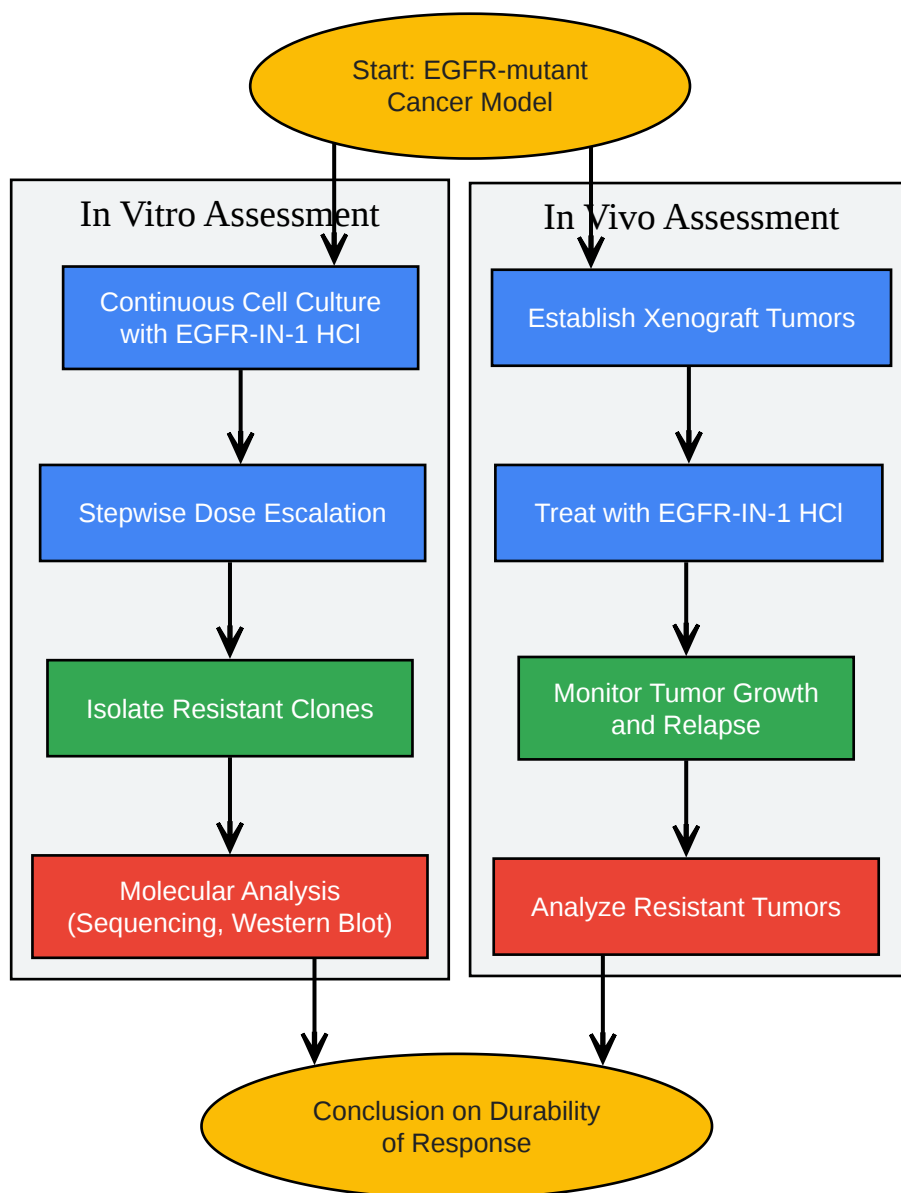 Start: EGFR-mutant
Cancer Model
In Vitro Assessment
Continuous Cell Culture
with EGFR-IN-1 HCl
Stepwise Dose Escalation
Isolate Resistant Clones
Molecular Analysis
(Sequencing, Western Blot)
In Vivo Assessment
Establish Xenograft Tumors
Treat with EGFR-IN-1 HCl
Monitor Tumor Growth
and Relapse
Analyze Resistant Tumors
Conclusion on Durability
of Response